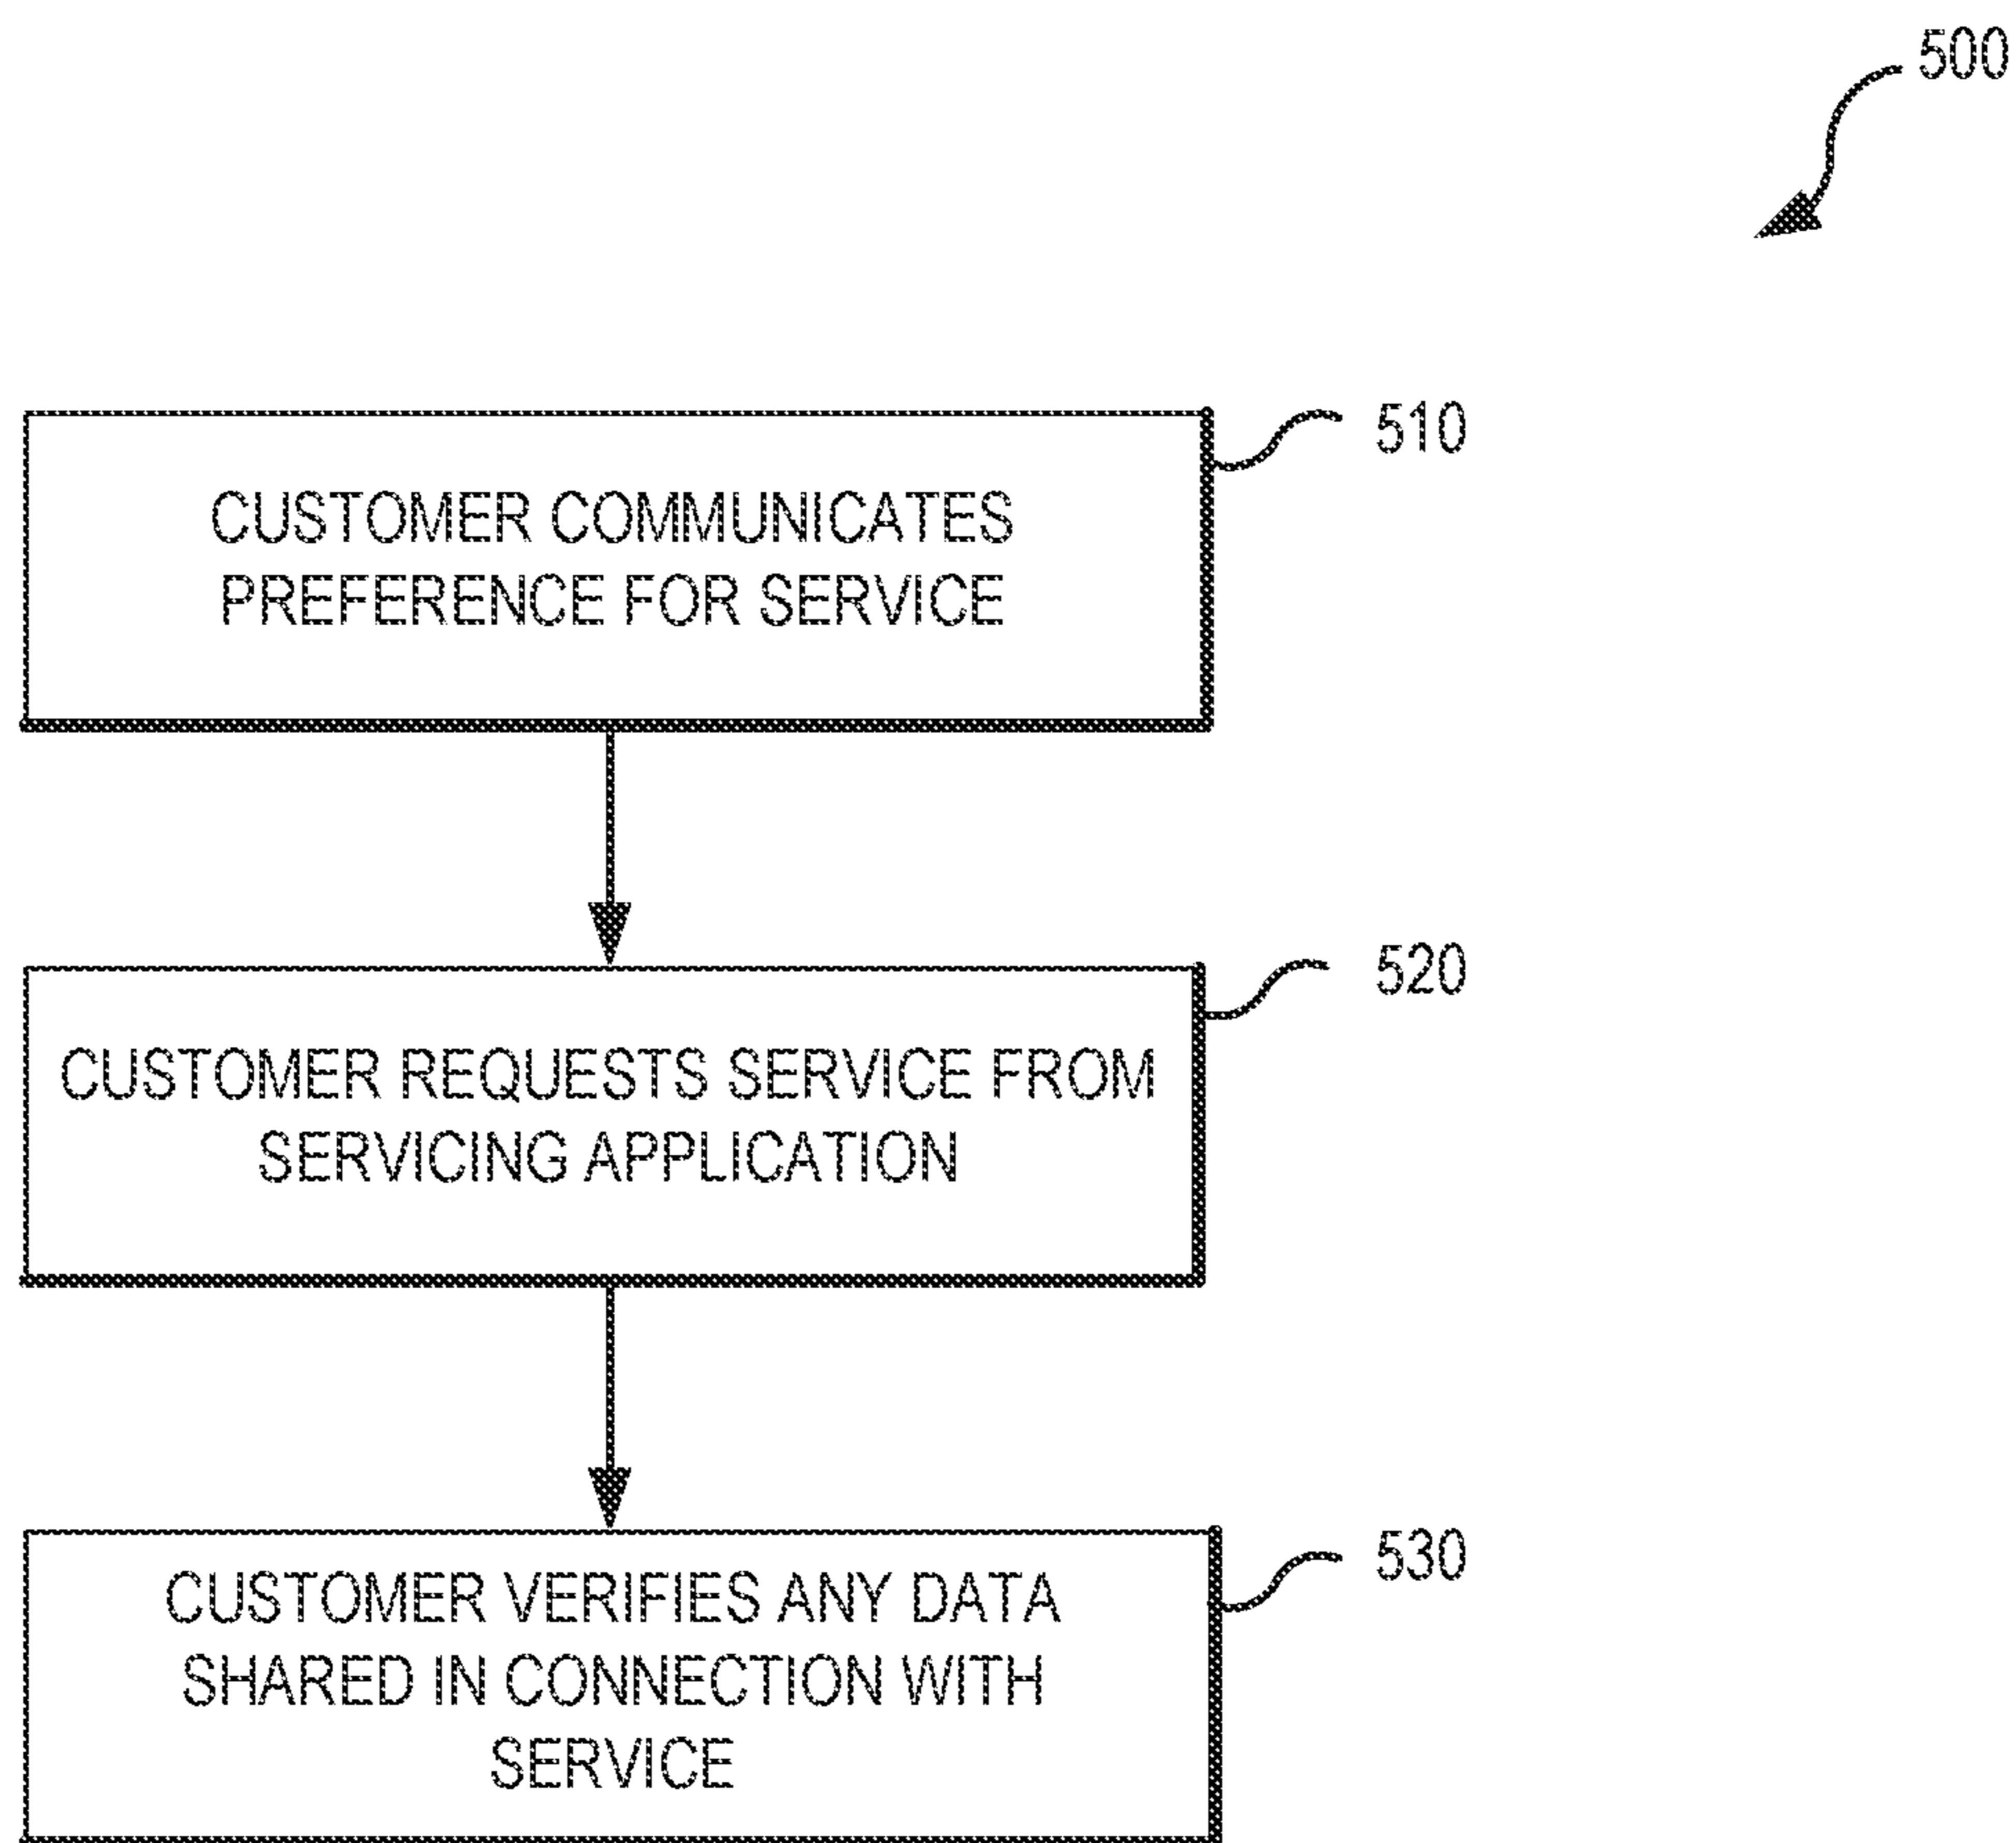 500
510
CUSTOMER COMMUNICATES
PREFERENCE FOR SERVICE
520
CUSTOMER REQUESTS SERVICE FROM
SERVICING APPLICATION
530
CUSTOMER VERIFIES ANY DATA
SHARED IN CONNECTION WITH
SERVICE